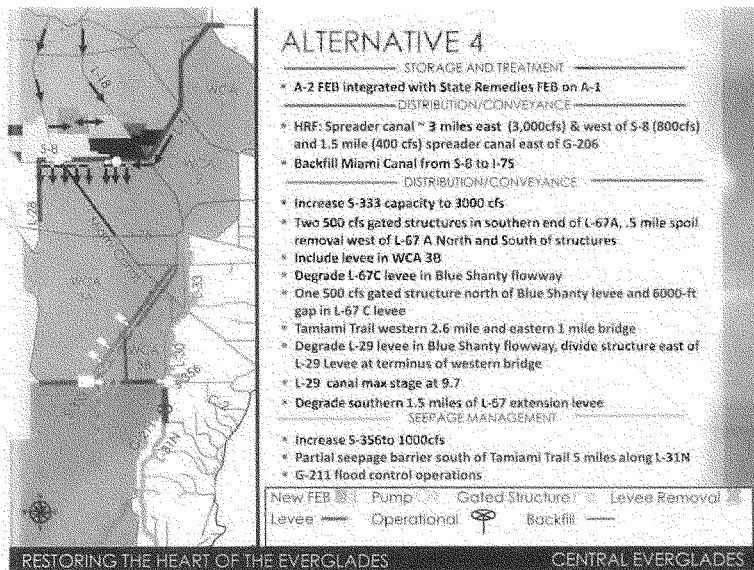 ALTERNATIVE 4
STORAGE AND TREATMENT
* A-2 FEB integrated with State Remedies FEB on A-1
DISTRIBUTION/CONVEYANCE
* HRF: Spreader canal ~ 3 miles east (3,000cfs) & west of S-8 (800cfs)
and 1.5 mile (400 cfs) spreader canal east of G-206
* Backfill Miami Canal from S-8 to I-75
DISTRIBUTION/CONVEYANCE
* Increase S-333 capacity to 3000 cfs
* Two 500 cfs gated structures in southern end of L-67A, .5 mile spoil
removal west of L-67 A North and South of structures
* Include levee in WCA 3B
* Degrade L-67C levee in Blue Shanty flowway
* One 500 cfs gated structure north of Blue Shanty levee and 6000-ft
gap in L-67 C levee
* Tamiami Trail western 2.6 mile and eastern 1 mile bridge
* Degrade L-29 levee in Blue Shanty flowway, divide structure east of
L-29 Levee at terminus of western bridge
* L-29 canal max stage at 9.7
* Degrade southern 1.5 miles of L-67 extension levee
SEEPAGE MANAGEMENT
* Increase S-356to 1000cfs
* Partial seepage barrier south of Tamiami Trail 5 miles along L-31N
* G-211 flood control operations
New FEB Pump Gated Structure Levee Removal
Levee Operational Backfill
L-18
S-8
L-28
L-33
L-30
3B
S-356
RESTORING THE HEART OF THE EVERGLADES
CENTRAL EVERGLADES